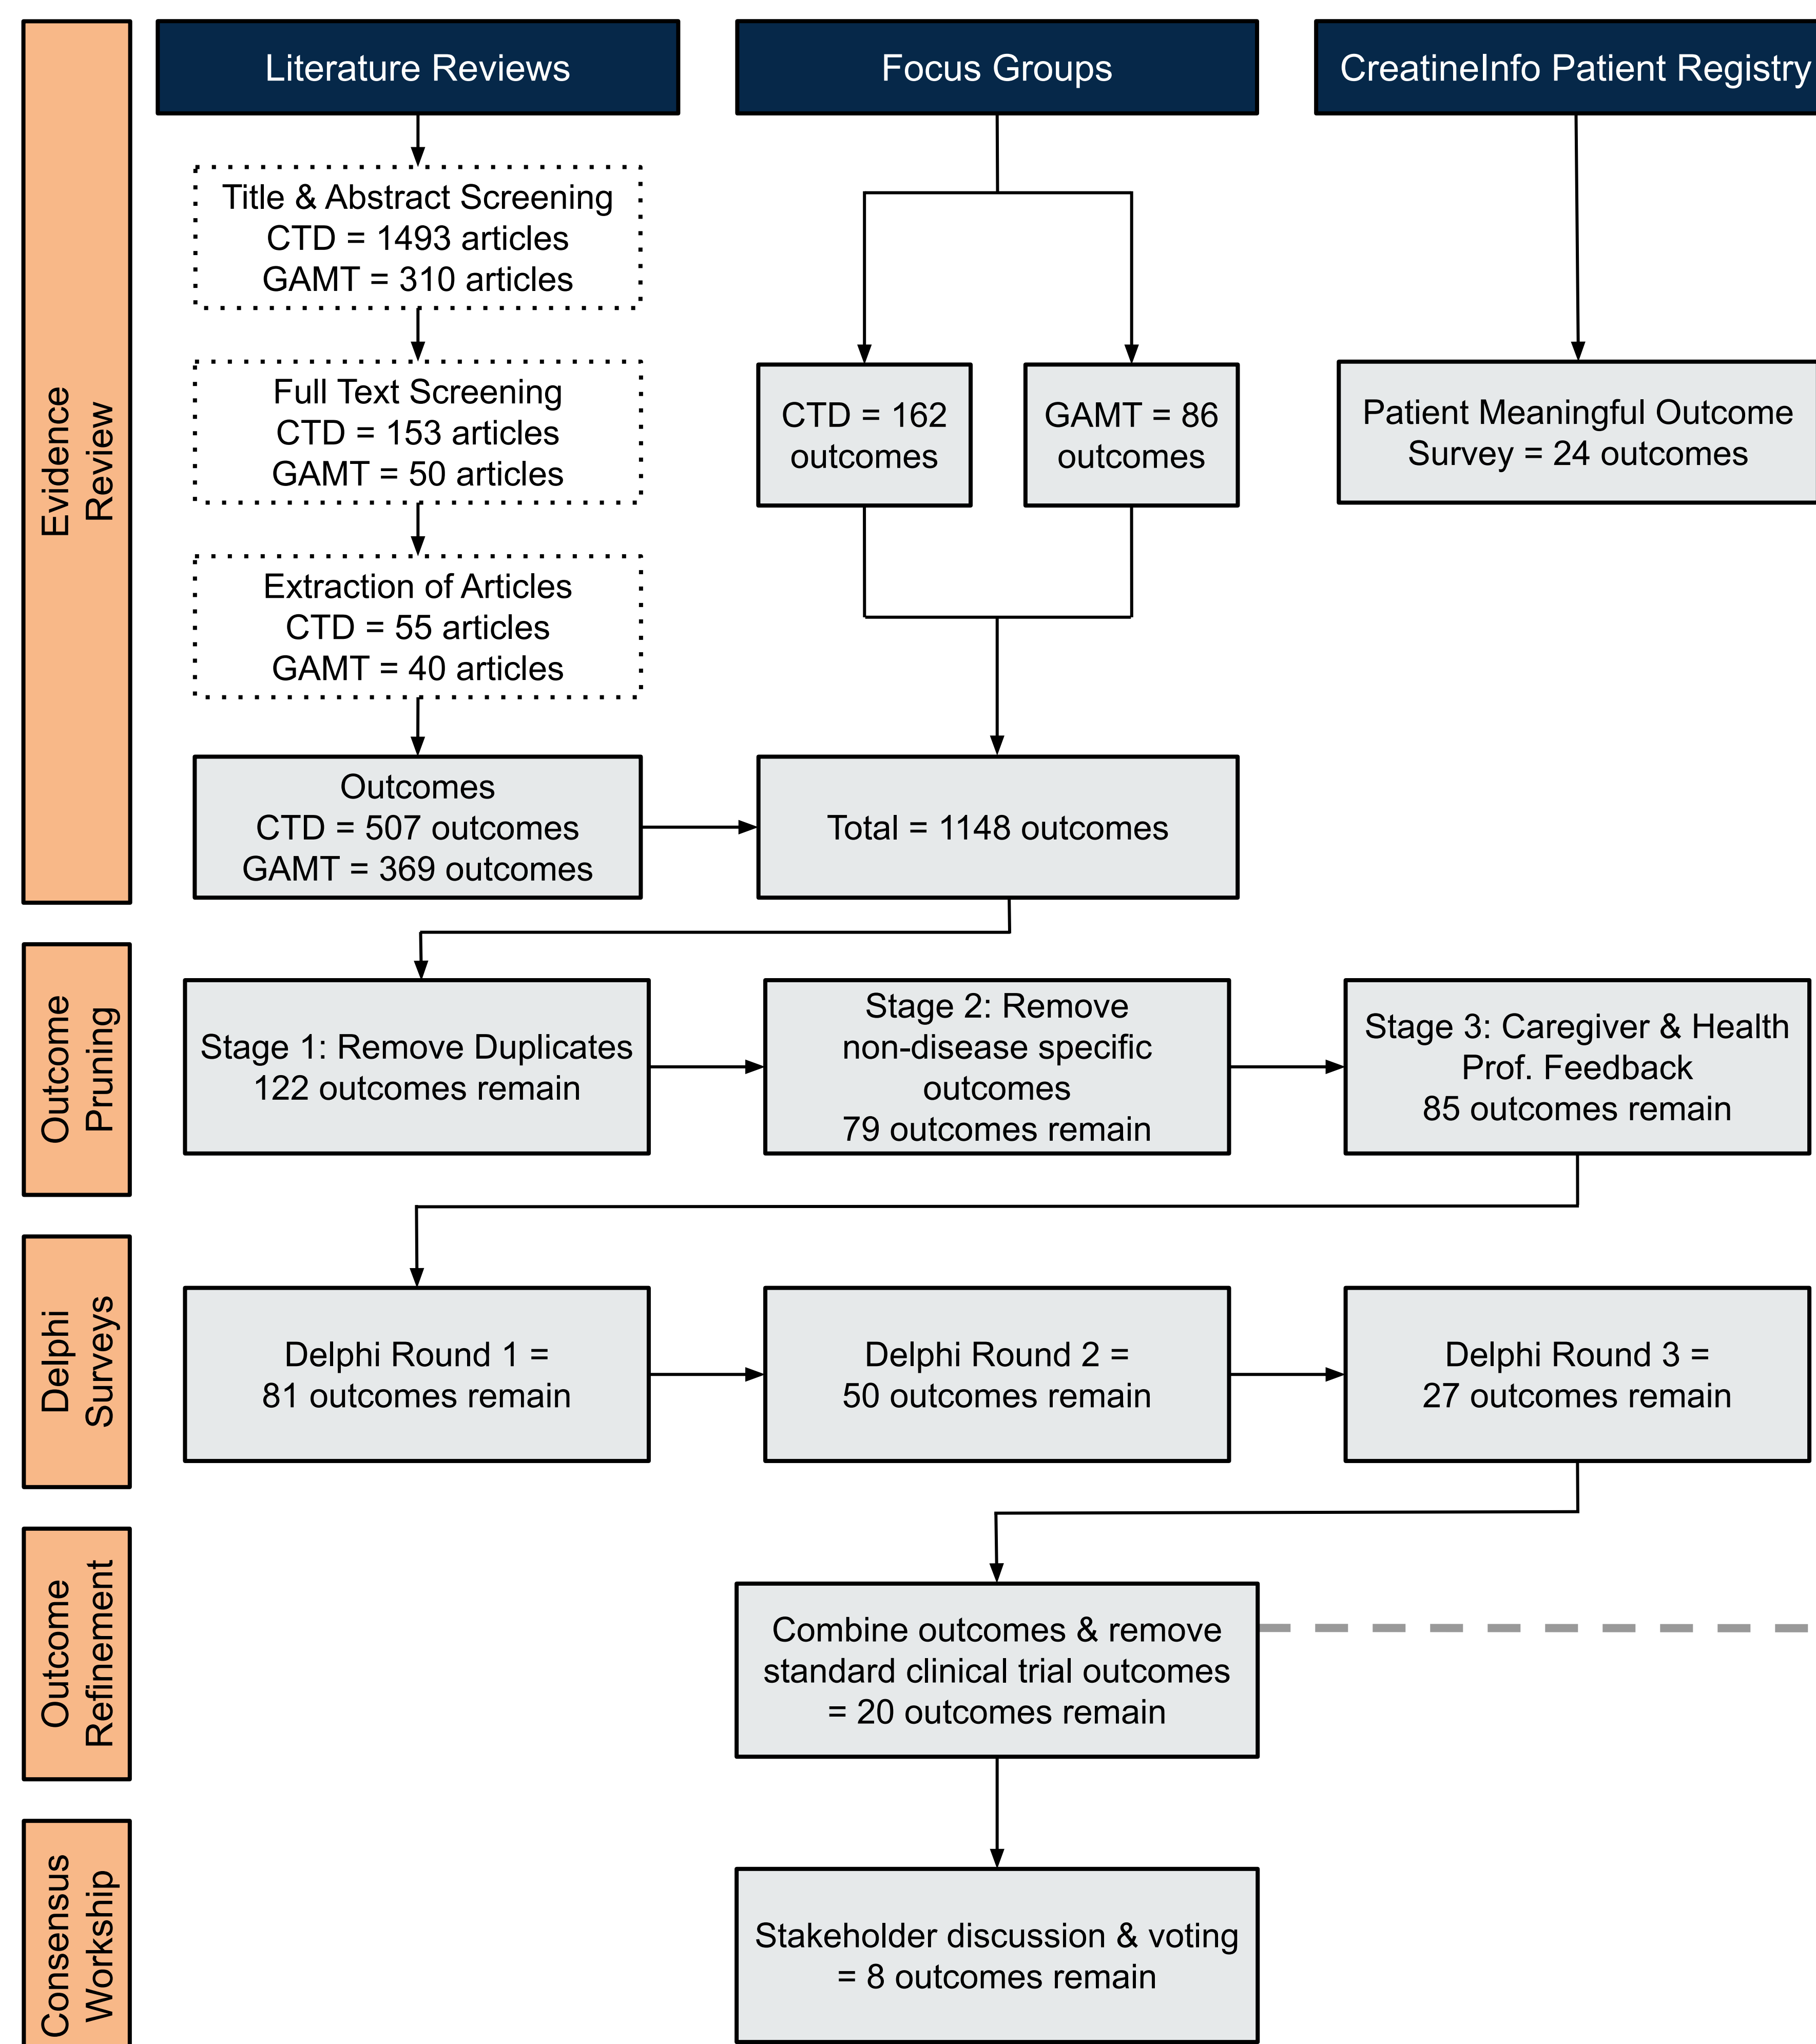 Literature Reviews
Focus Groups
CreatineInfo Patient Registry
Evidence
Review
Title & Abstract Screening
CTD = 1493 articles
GAMT = 310 articles
Full Text Screening
CTD = 153 articles
GAMT = 50 articles
Extraction of Articles
CTD = 55 articles
GAMT = 40 articles
Outcomes
CTD = 507 outcomes
GAMT = 369 outcomes
CTD = 162
outcomes
GAMT = 86
outcomes
Patient Meaningful Outcome
Survey = 24 outcomes
Total = 1148 outcomes
Outcome
Pruning
Stage 1: Remove Duplicates
122 outcomes remain
Stage 2: Remove
non-disease specific
outcomes
79 outcomes remain
Stage 3: Caregiver & Health
Prof. Feedback
85 outcomes remain
Delphi
Surveys
Delphi Round 1 =
81 outcomes remain
Delphi Round 2 =
50 outcomes remain
Delphi Round 3 =
27 outcomes remain
Outcome
Refinement
Combine outcomes & remove
standard clinical trial outcomes
= 20 outcomes remain
Consensus
Workship
Stakeholder discussion & voting
= 8 outcomes remain